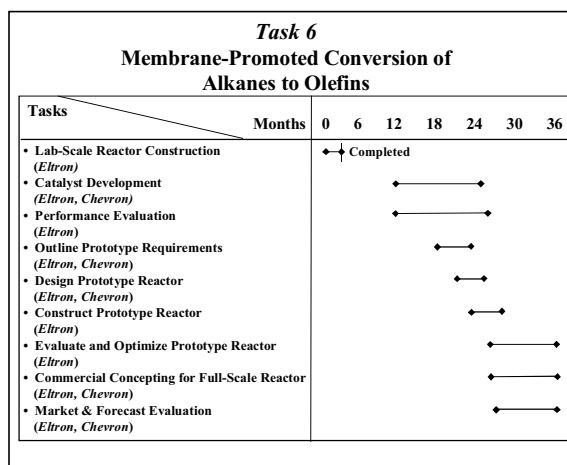 Task 6
Membrane-Promoted Conversion of
Alkanes to Olefins
Tasks
Months 0 6 12 18 24 30 36
• Lab-Scale Reactor Construction
(Eltron)
Completed
• Catalyst Development
(Eltron, Chevron)
• Performance Evaluation
(Eltron)
• Outline Prototype Requirements
(Eltron, Chevron)
• Design Prototype Reactor
(Eltron, Chevron)
• Construct Prototype Reactor
(Eltron)
• Evaluate and Optimize Prototype Reactor
(Eltron)
• Commercial Concepting for Full-Scale Reactor
(Eltron, Chevron)
• Market & Forecast Evaluation
(Eltron, Chevron)